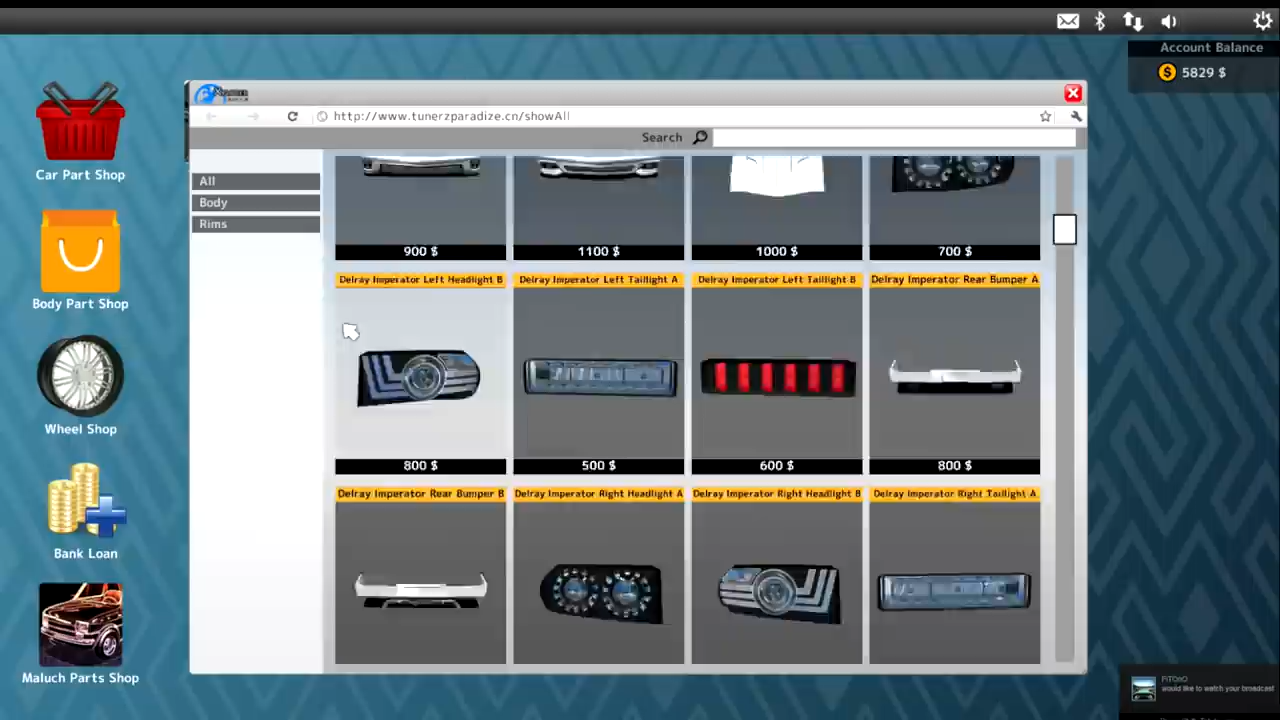 Account Balance
5829 $
http://www.tunerzparadize.cn/showAll
Search
All
Body
Rims
Car Part Shop
Body Part Shop
Wheel Shop
Bank Loan
Maluch Parts Shop
900 $
1100 $
1000 $
700 $
Delray Imperator Left Headlight B
Delray Imperator Left Taillight A
Delray Imperator Left Taillight B
Delray Imperator Rear Bumper A
800 $
500 $
600 $
800 $
Delray Imperator Rear Bumper B
Delray Imperator Right Headlight A
Delray Imperator Right Headlight B
Delray Imperator Right Taillight A
would like to watch your broadcast